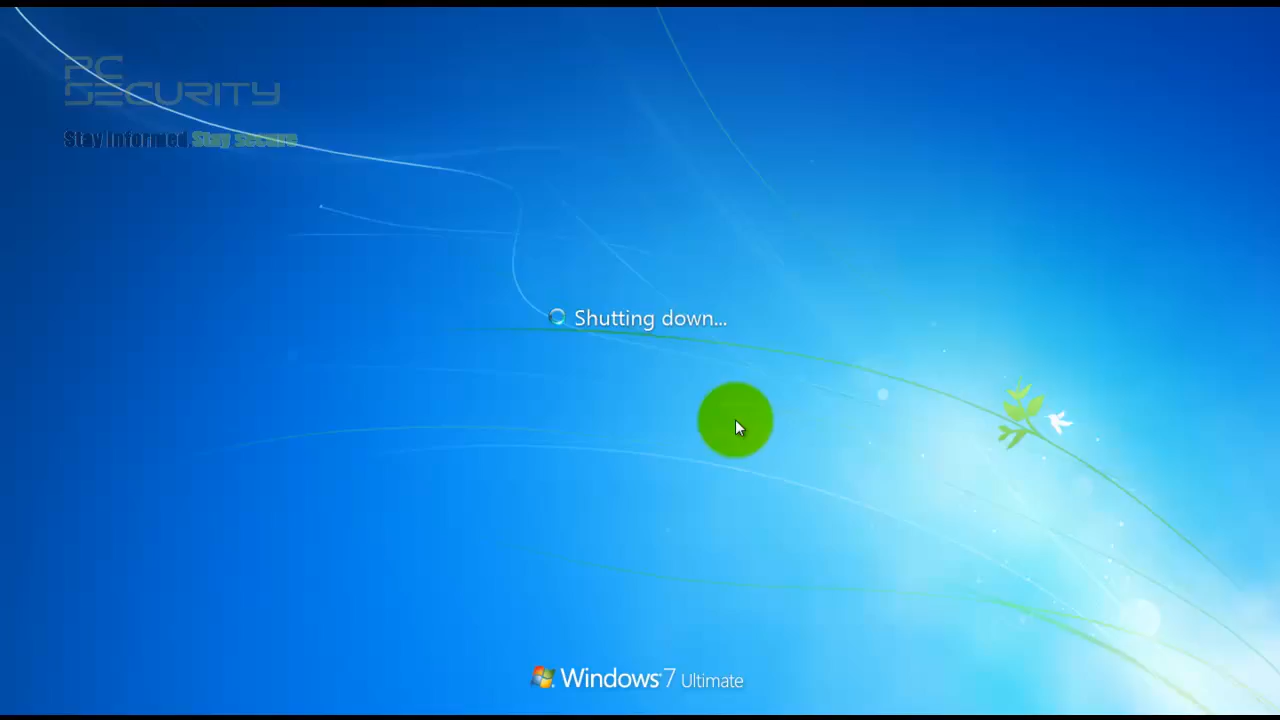 PC
SECURITY
Stay Informed Stay secure
Shutting down...
Windows 7 Ultimate